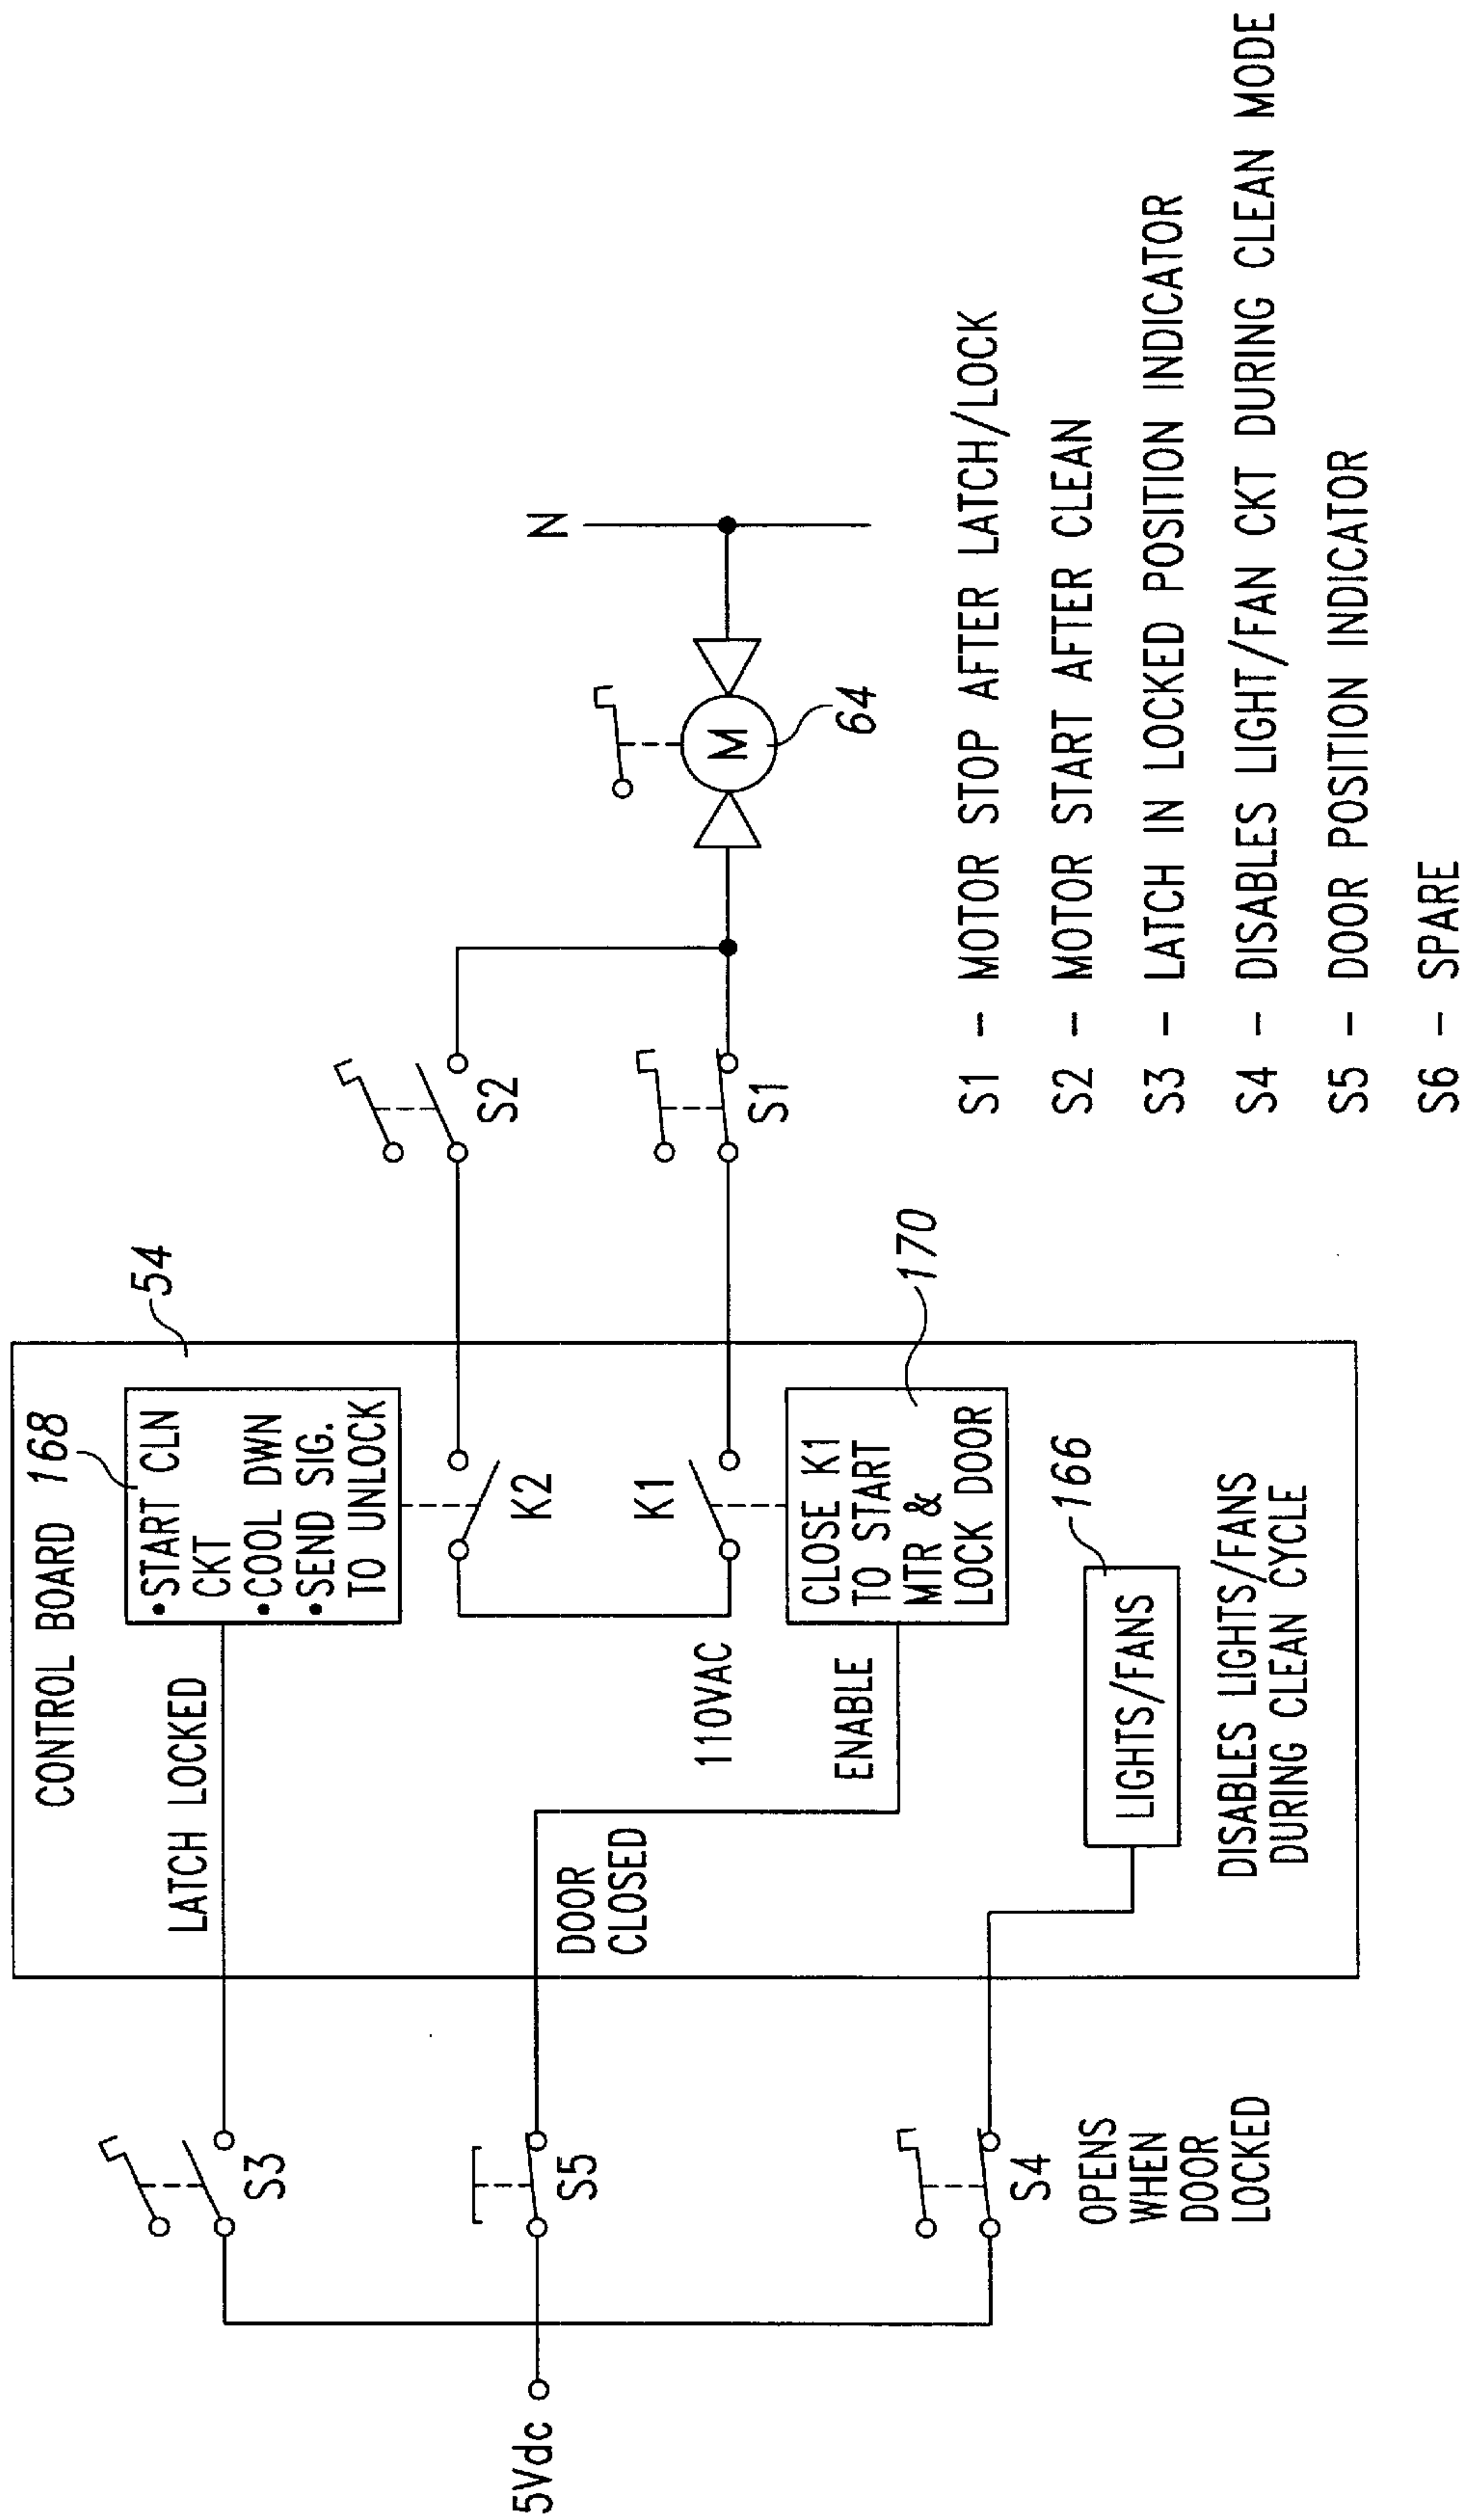 CONTROL BOARD
168
54
LATCH LOCKED
• START CLN
CKT
• COOL DWN
• SEND SIG.
TO UNLOCK
S3
K2
S2
N
5Vdc
S5
DOOR
CLOSED
110VAC
K1
S1
M
64
ENABLE
CLOSE K1
TO START
MTR &
LOCK DOOR
170
S4
OPENS
WHEN
DOOR
LOCKED
LIGHTS/FANS
166
DISABLES LIGHTS/FANS
DURING CLEAN CYCLE
S1 - MOTOR STOP AFTER LATCH/LOCK
S2 - MOTOR START AFTER CLEAN
S3 - LATCH IN LOCKED POSITION INDICATOR
S4 - DISABLES LIGHT/FAN CKT DURING CLEAN MODE
S5 - DOOR POSITION INDICATOR
S6 - SPARE